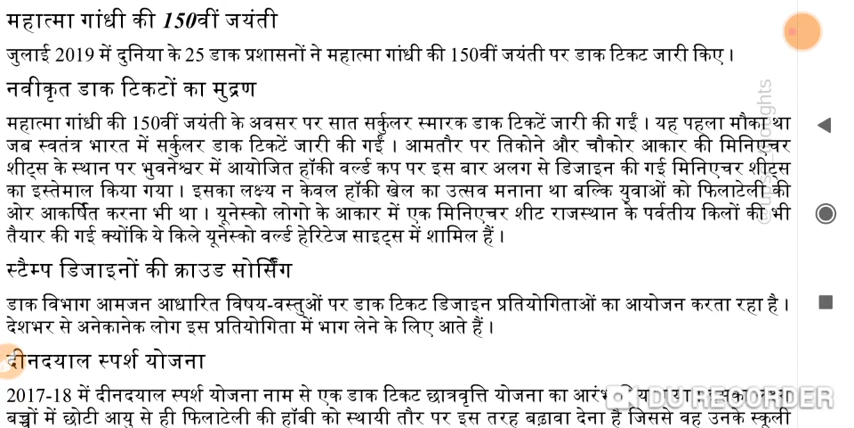 महात्मा गांधी की 150वीं जयंती
जुलाई 2019 में दुनिया के 25 डाक प्रशासनों ने महात्मा गांधी की 150वीं जयंती पर डाक टिकट जारी किए।
नवीकृत डाक टिकटों का मुद्रण
महात्मा गांधी की 150वीं जयंती के अवसर पर सात सर्कुलर स्मारक डाक टिकटें जारी की गईं। यह पहला मौका था
जब स्वतंत्र भारत में सर्कुलर डाक टिकटें जारी की गईं। आमतौर पर तिकोने और चौकोर आकार की मिनिएचर
शीट्स के स्थान पर भुवनेश्वर में आयोजित हॉकी वर्ल्ड कप पर इस बार अलग से डिजाइन की गई मिनिएचर शीट्स
का इस्तेमाल किया गया। इसका लक्ष्य न केवल हॉकी खेल का उत्सव मनाना था बल्कि युवाओं को फिलाटेली की
ओर आकर्षित करना भी था। यूनेस्को लोगो के आकार में एक मिनिएचर शीट राजस्थान के पर्वतीय किलों की भी
तैयार की गई क्योंकि ये किले यूनेस्को वर्ल्ड हेरिटेज साइट्स में शामिल हैं।
स्टैम्प डिजाइनों की क्राउड सोर्सिंग
डाक विभाग आमजन आधारित विषय-वस्तुओं पर डाक टिकट डिजाइन प्रतियोगिताओं का आयोजन करता रहा है।
देशभर से अनेकानेक लोग इस प्रतियोगिता में भाग लेने के लिए आते हैं।
दीनदयाल स्पर्श योजना
2017-18 में दीनदयाल स्पर्श योजना नाम से एक डाक टिकट छात्रवृत्ति योजना का
DU RECORDER
बच्चों में छोटी आयु से ही फिलाटेली की हॉबी को स्थायी तौर पर इस तरह बढ़ावा देना है जिससे वह उनके स्कूली